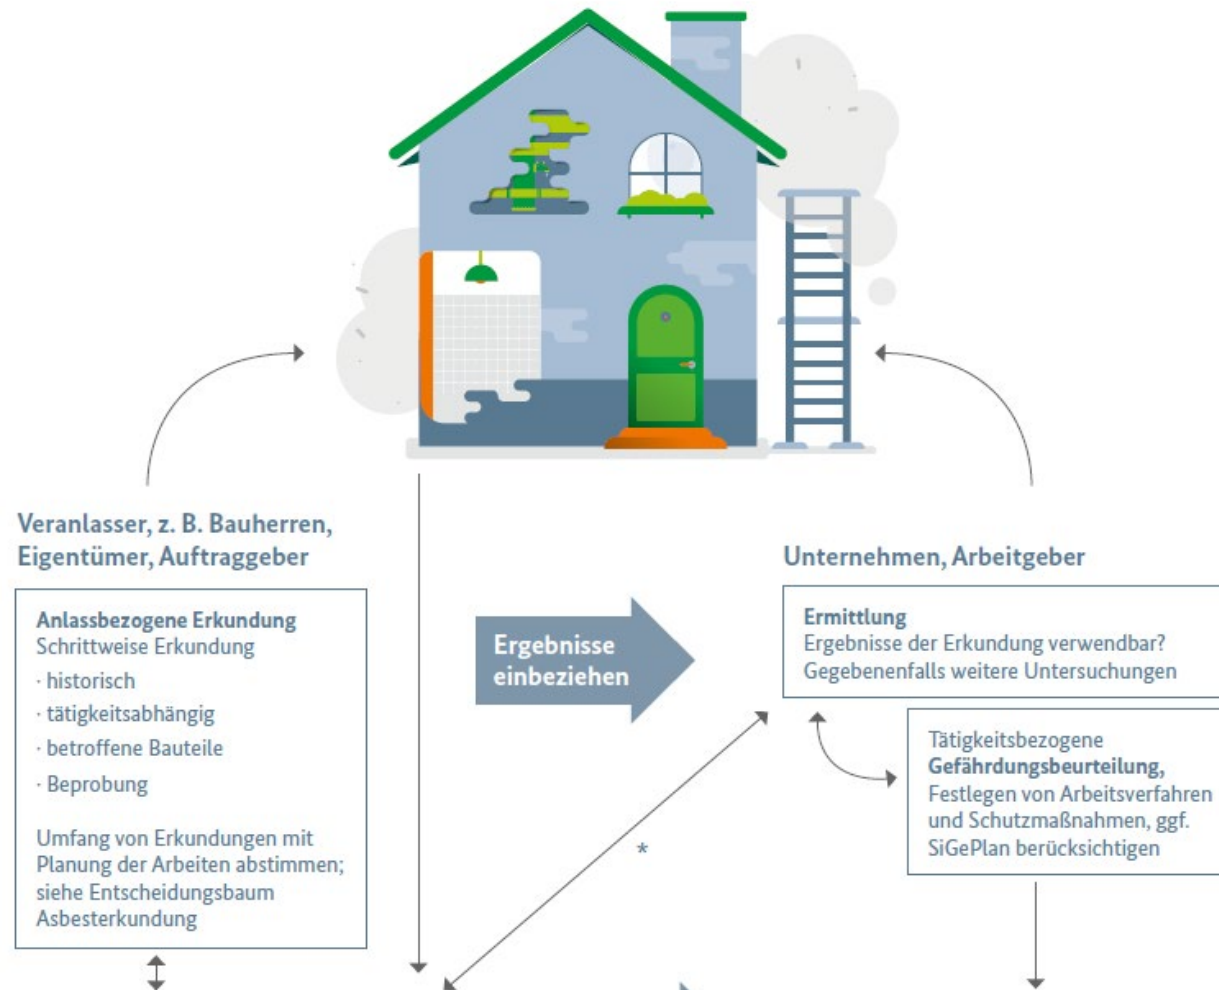 Veranlasser, z. B. Bauherren,
Eigentümer, Auftraggeber
Anlassbezogene Erkundung
Schrittweise Erkundung
· historisch
· tätigkeitsabhängig
· betroffene Bauteile
· Beprobung
Umfang von Erkundungen mit
Planung der Arbeiten abstimmen;
siehe Entscheidungsbaum
Asbesterkundung
Ergebnisse
einbeziehen
*
Unternehmen, Arbeitgeber
Ermittlung
Ergebnisse der Erkundung verwendbar?
Gegebenenfalls weitere Untersuchungen
Tätigkeitsbezogene
Gefährdungsbeurteilung,
Festlegen von Arbeitsverfahren
und Schutzmaßnahmen, ggf.
SiGePlan berücksichtigen